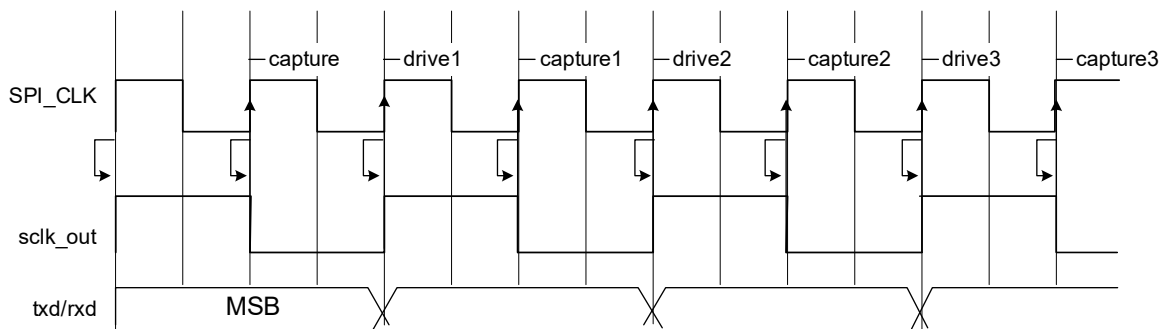 capture drive1 capture1 drive2 capture2 drive3 capture3
SPI_CLK
sclk_out
txd/rxd MSB